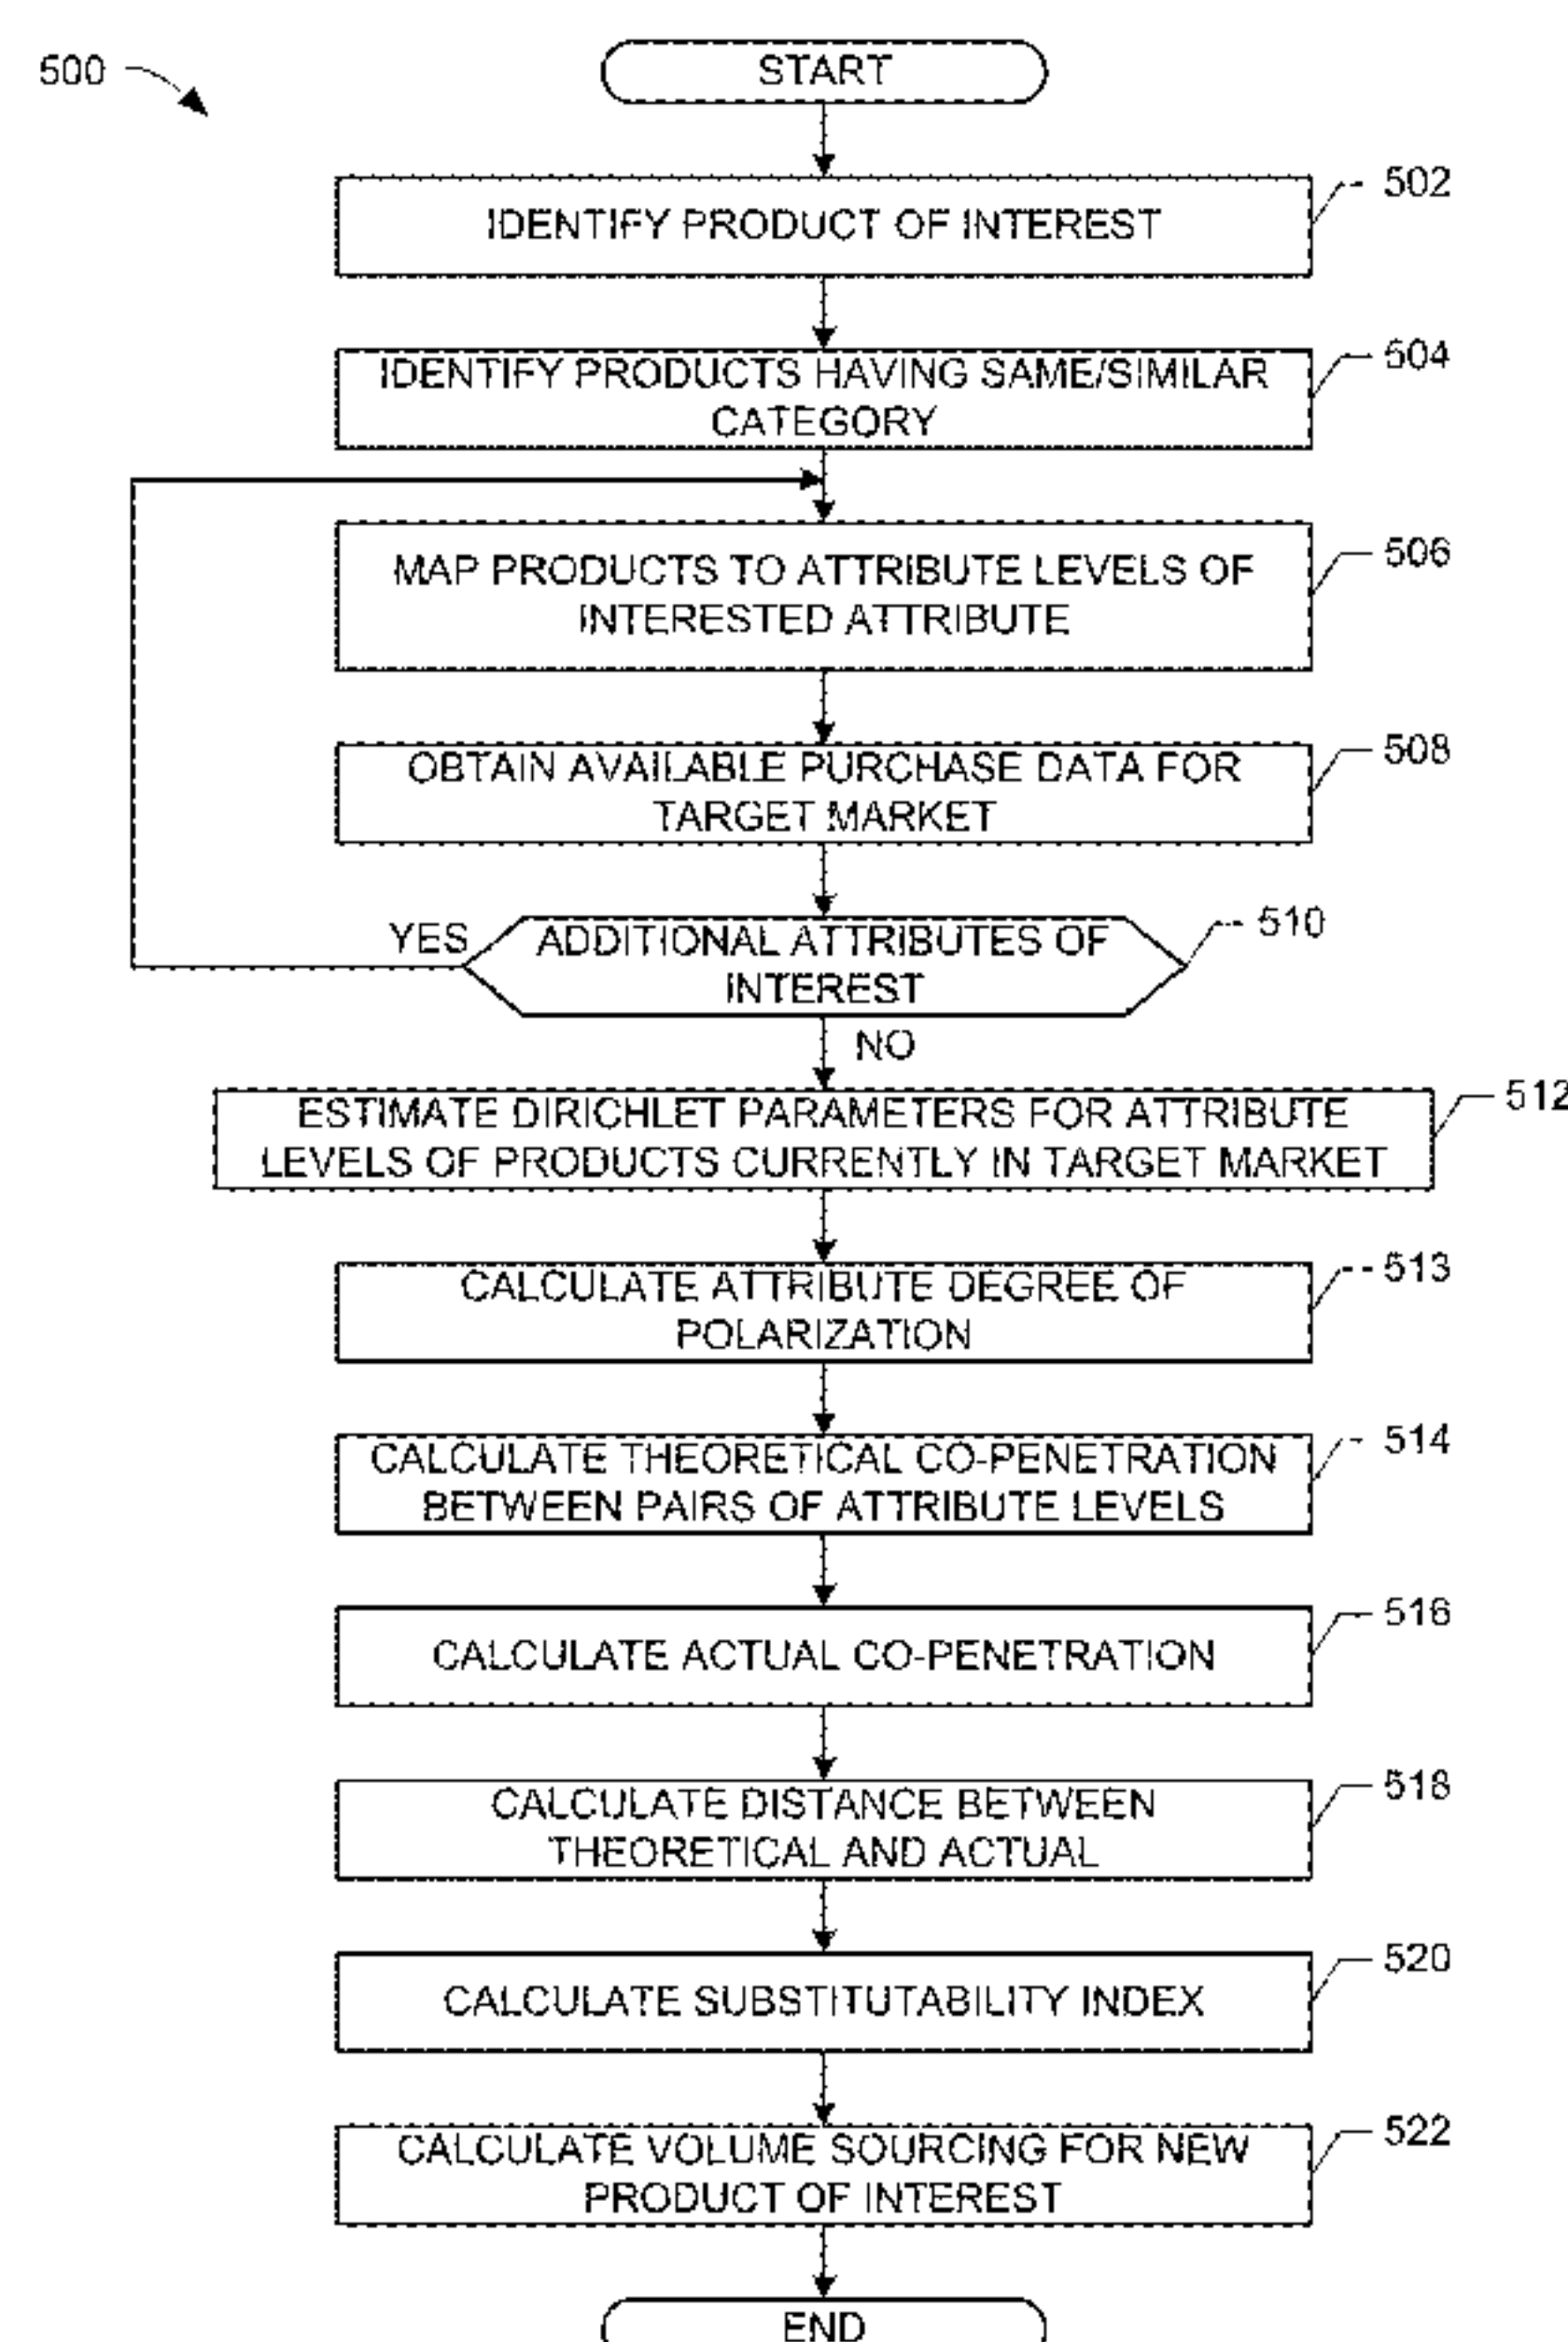 500
START
502
IDENTIFY PRODUCT OF INTEREST
504
IDENTIFY PRODUCTS HAVING SAME/SIMILAR
CATEGORY
506
MAP PRODUCTS TO ATTRIBUTE LEVELS OF
INTERESTED ATTRIBUTE
508
OBTAIN AVAILABLE PURCHASE DATA FOR
TARGET MARKET
510
YES
ADDITIONAL ATTRIBUTES OF
INTEREST
NO
512
ESTIMATE DIRICHLET PARAMETERS FOR ATTRIBUTE
LEVELS OF PRODUCTS CURRENTLY IN TARGET MARKET
513
CALCULATE ATTRIBUTE DEGREE OF
POLARIZATION
514
CALCULATE THEORETICAL CO-PENETRATION
BETWEEN PAIRS OF ATTRIBUTE LEVELS
516
CALCULATE ACTUAL CO-PENETRATION
518
CALCULATE DISTANCE BETWEEN
THEORETICAL AND ACTUAL
520
CALCULATE SUBSTITUTABILITY INDEX
522
CALCULATE VOLUME SOURCING FOR NEW
PRODUCT OF INTEREST
END